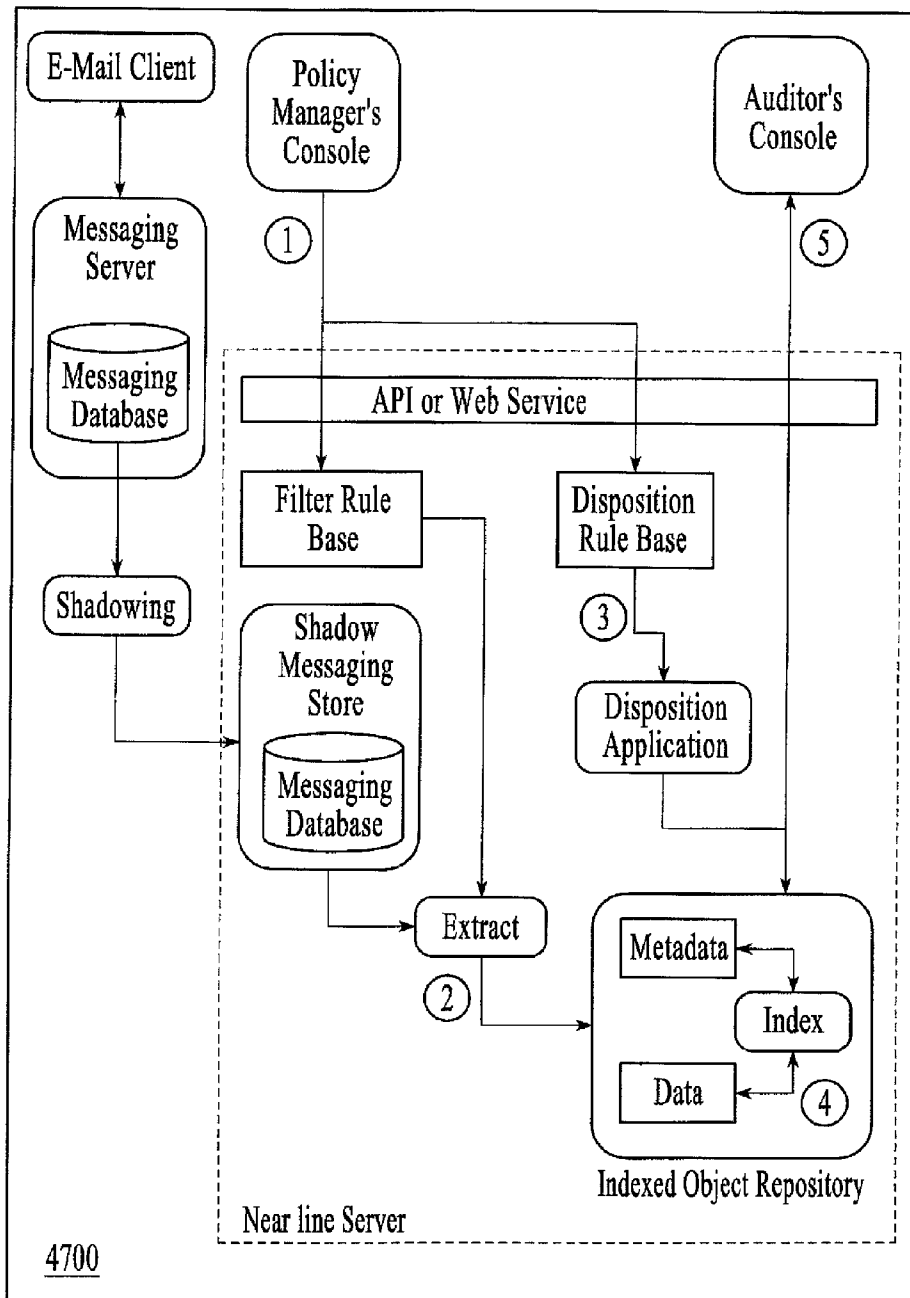 E-Mail Client
Policy
Manager's
Console
Auditor's
Console
1
5
Messaging
Server
Messaging
Database
API or Web Service
Filter Rule
Base
Disposition
Rule Base
Shadowing
3
Shadow
Messaging
Store
Messaging
Database
Disposition
Application
Extract
2
Metadata
Index
Data
4
Indexed Object Repository
Near line Server
4700